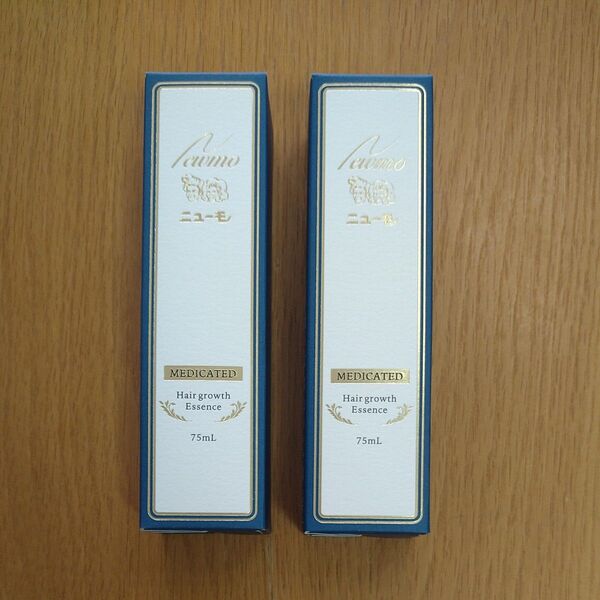 Newmo
ニューモ
MEDICATED
Hair growth
Essence
75mL
Newmo
ニューモ
MEDICATED
Hair growth
Essence
75mL